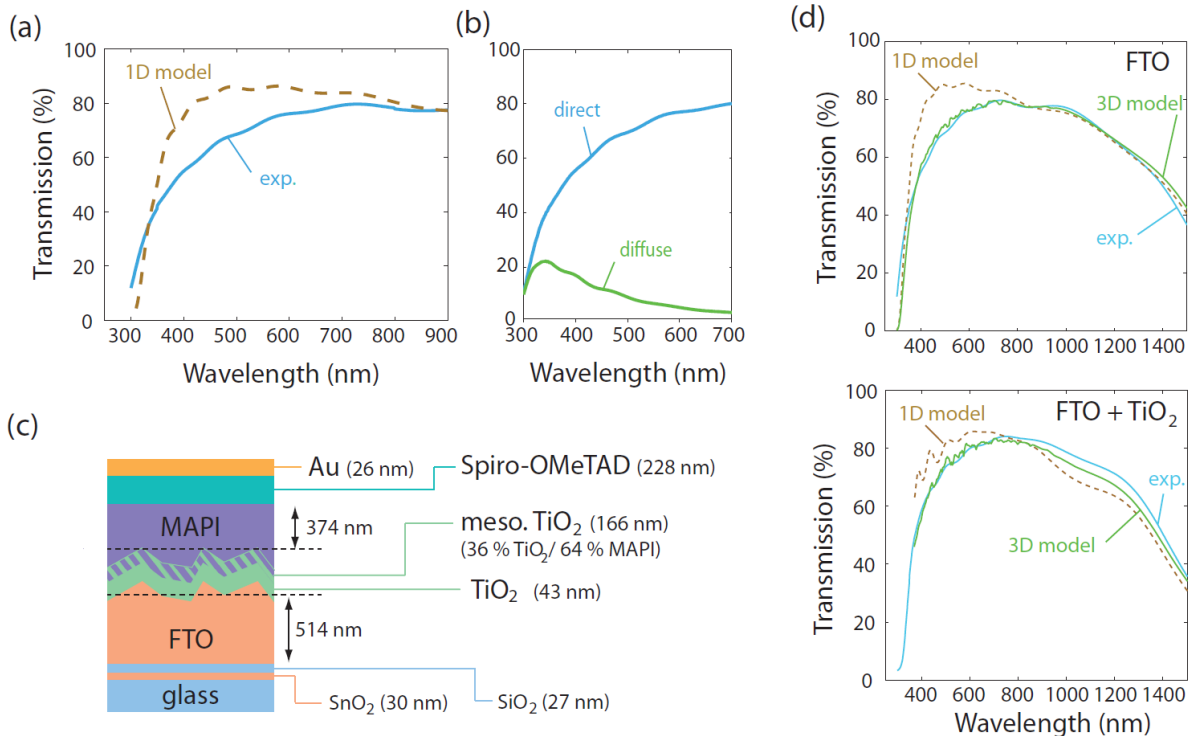 (a)
100
80
60
40
20
0
300 400 500 600 700 800 900
Transmission (%)
Wavelength (nm)
1D model
exp.
(b)
100
80
60
40
20
0
300 400 500 600 700
Wavelength (nm)
direct
diffuse
(c)
Au (26 nm)
Spiro-OMeTAD (228 nm)
MAPI
374 nm
meso. TiO₂ (166 nm)
(36 % TiO₂/ 64 % MAPI)
TiO₂ (43 nm)
FTO
514 nm
glass
SnO₂ (30 nm)
SiO₂ (27 nm)
(d)
100
80
60
40
20
0
400 600 800 1000 1200 1400
Transmission (%)
FTO
1D model
3D model
exp.
100
80
60
40
20
0
400 600 800 1000 1200 1400
Transmission (%)
Wavelength (nm)
FTO + TiO₂
1D model
exp.
3D model